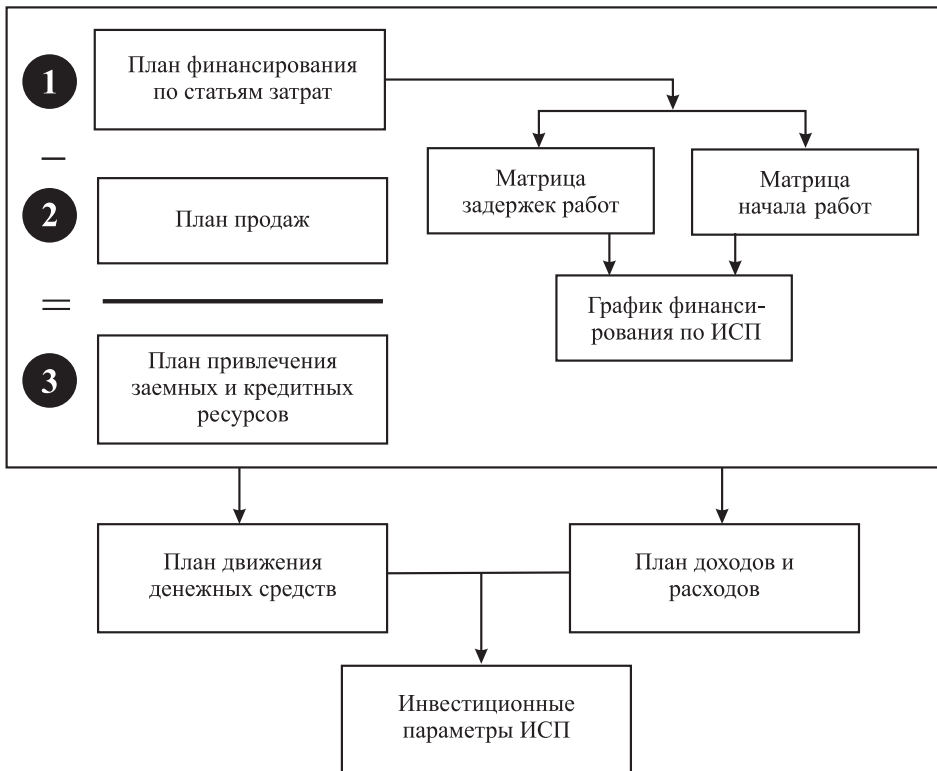 1
План финансирования
по статьям затрат
−
2
План продаж
=
3
План привлечения
заемных и кредитных
ресурсов
Матрица
задержек работ
Матрица
начала работ
График финанси-
рования по ИСП
План движения
денежных средств
План доходов и
расходов
Инвестиционные
параметры ИСП